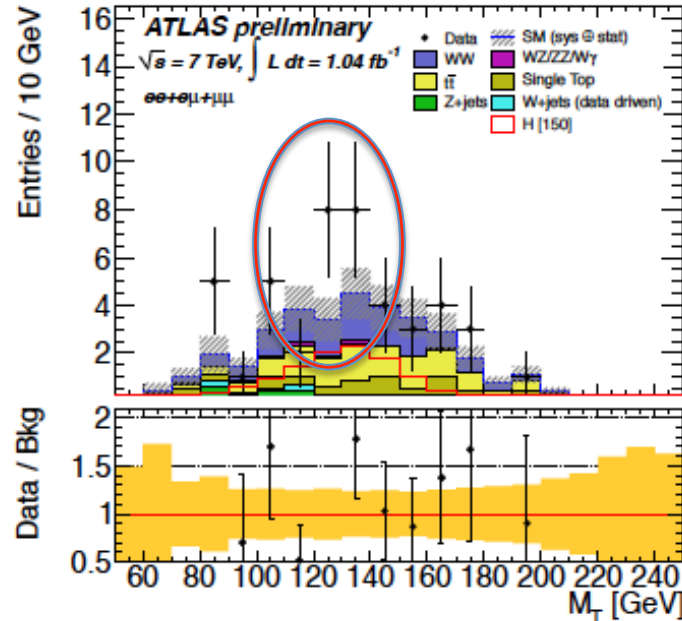 ATLAS preliminary
√s = 7 TeV, ∫ L dt = 1.04 fb⁻¹
ee+eμ+μμ
Data
SM (sys ⊕ stat)
WW
WZ/ZZ/Wγ
tt̄
Single Top
Z+jets
W+jets (data driven)
H [150]
Entries / 10 GeV
16
14
12
10
8
6
4
2
Data / Bkg
2
1.5
1
0.5
60 80 100 120 140 160 180 200 220 240
M_T [GeV]